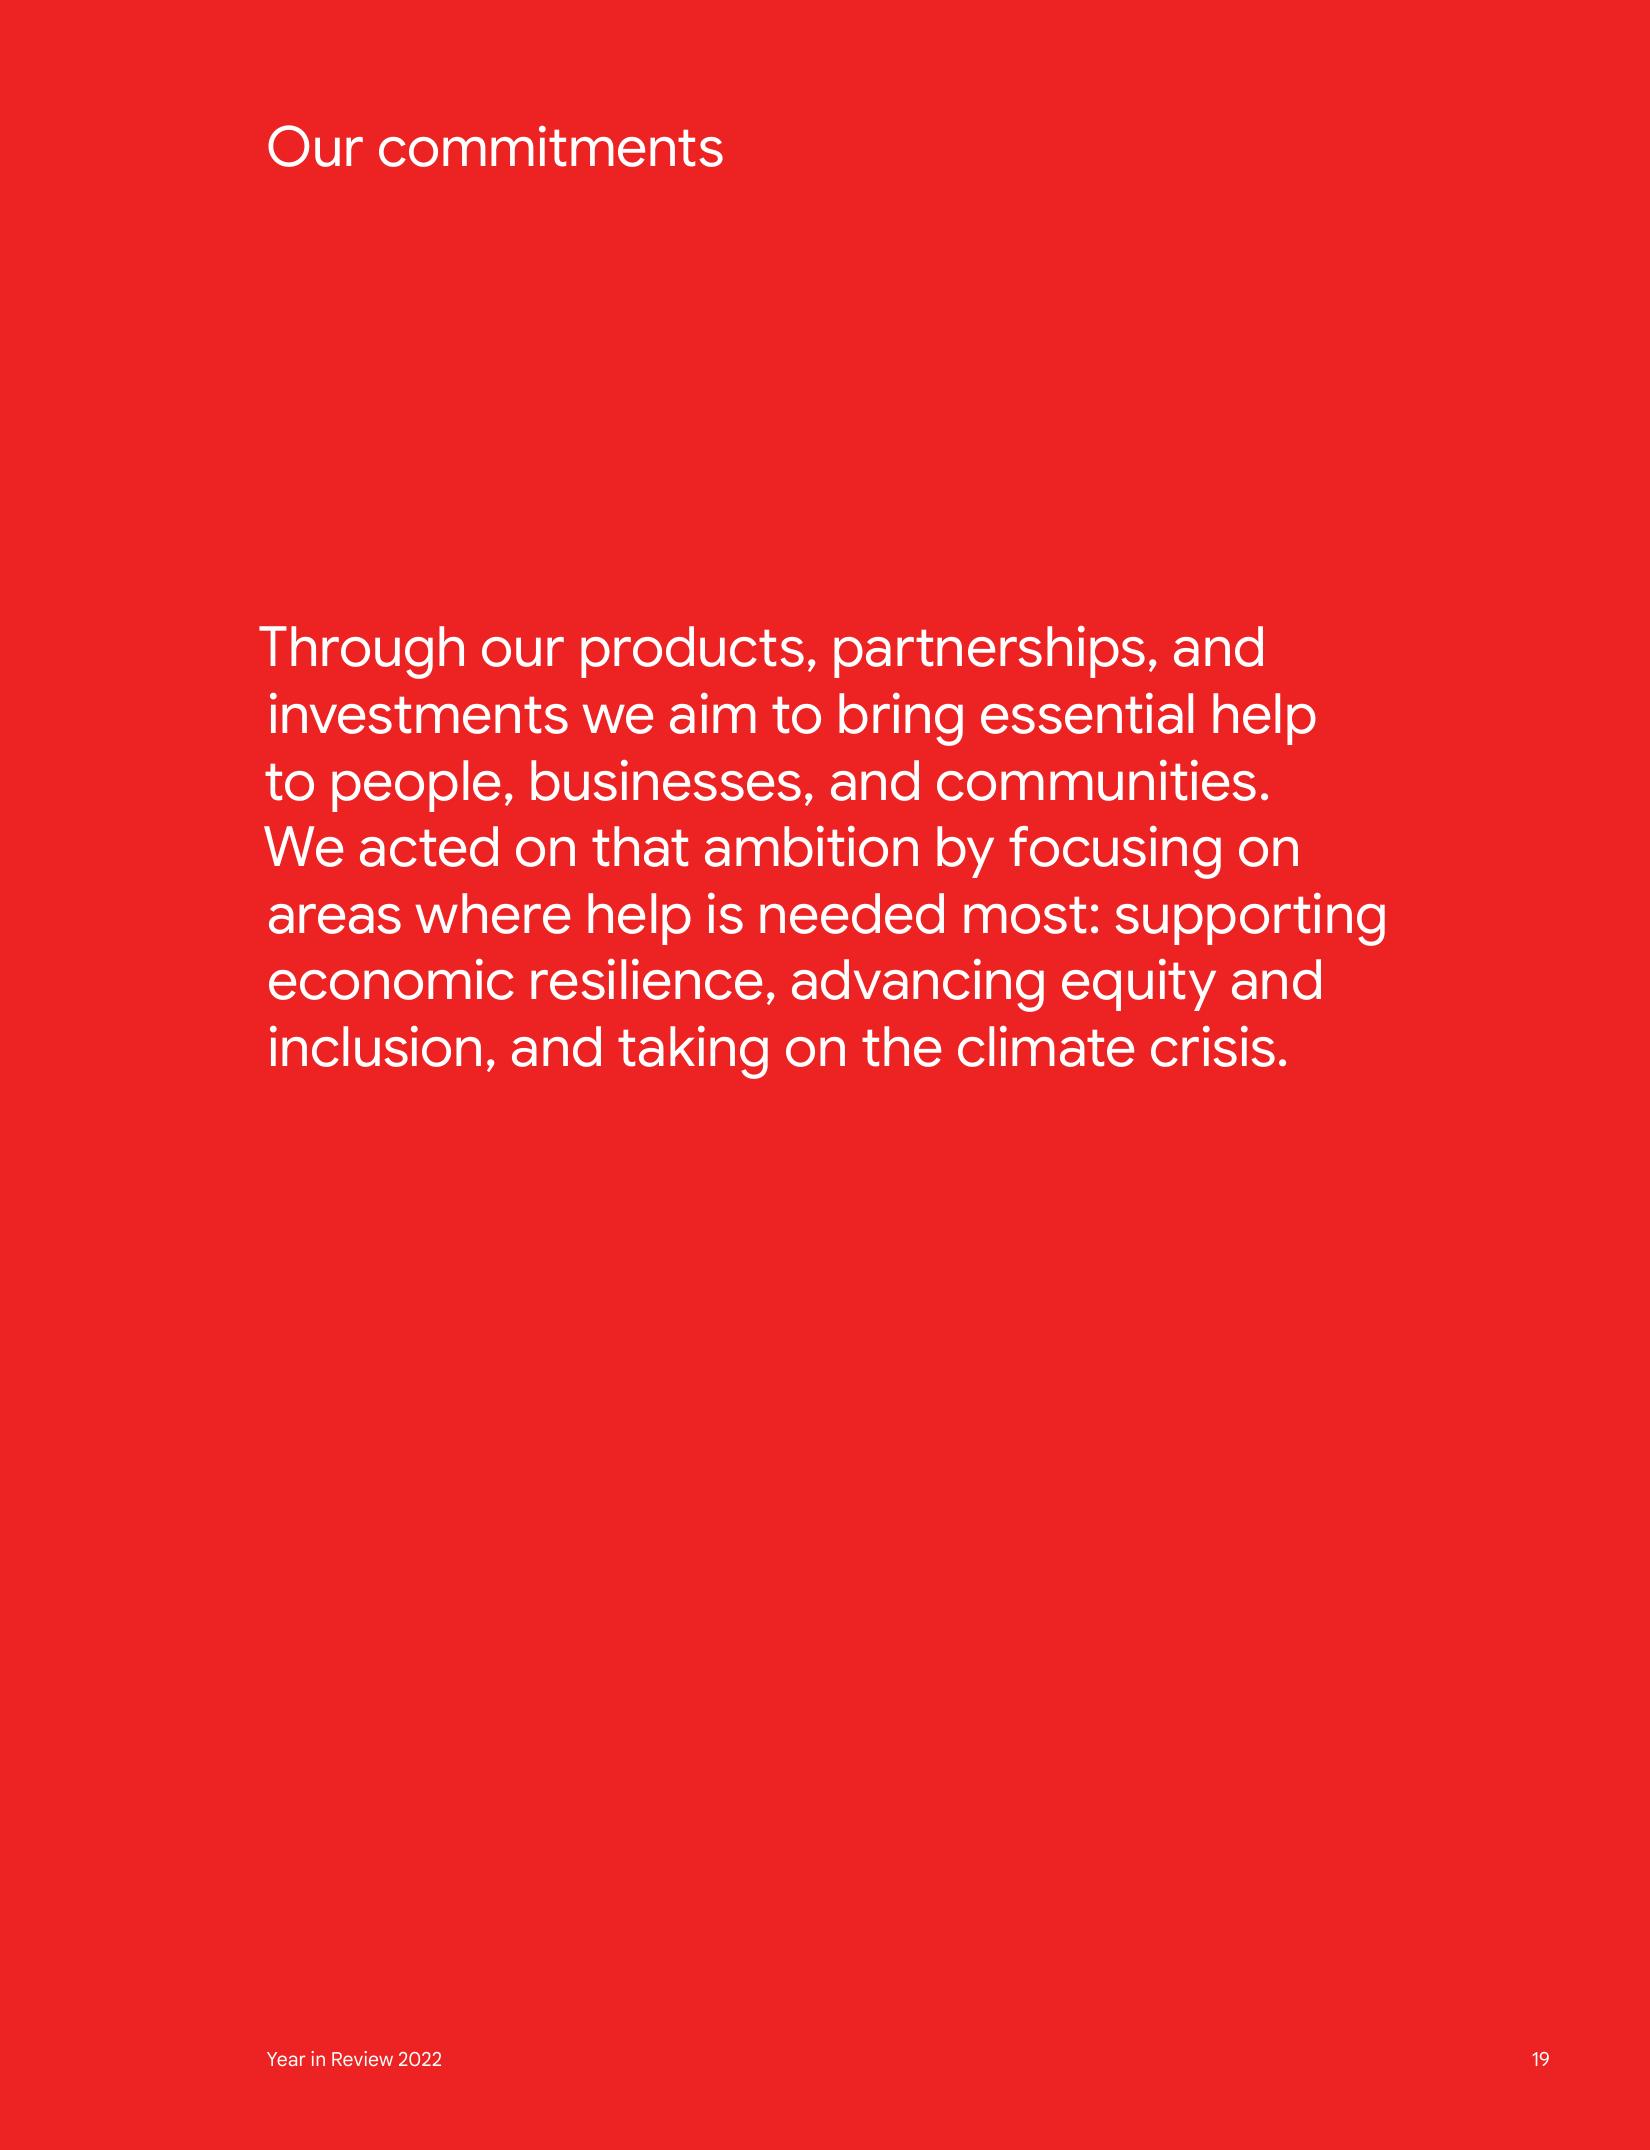 Our commitments
Through our products, partnerships, and
investments we aim to bring essential help
to people, businesses, and communities.
We acted on that ambition by focusing on
areas where help is needed most: supporting
economic resilience, advancing equity and
inclusion, and taking on the climate crisis.
Year in Review 2022
19